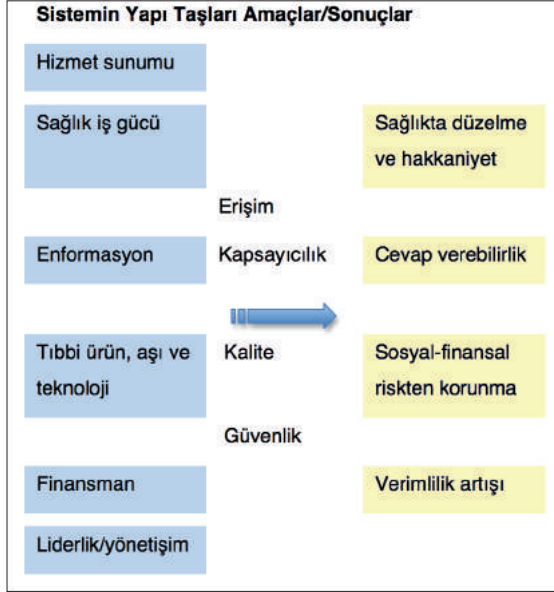 Sistemin Yapı Taşları Amaçlar/Sonuçlar
Hizmet sunumu
Sağlık iş gücü
Sağlıkta düzelme
ve hakkaniyet
Erişim
Enformasyon
Kapsayıcılık
Cevap verebilirlik
Tıbbi ürün, aşı ve
teknoloji
Kalite
Sosyal-finansal
riskten korunma
Güvenlik
Finansman
Verimlilik artışı
Liderlik/yönetişim